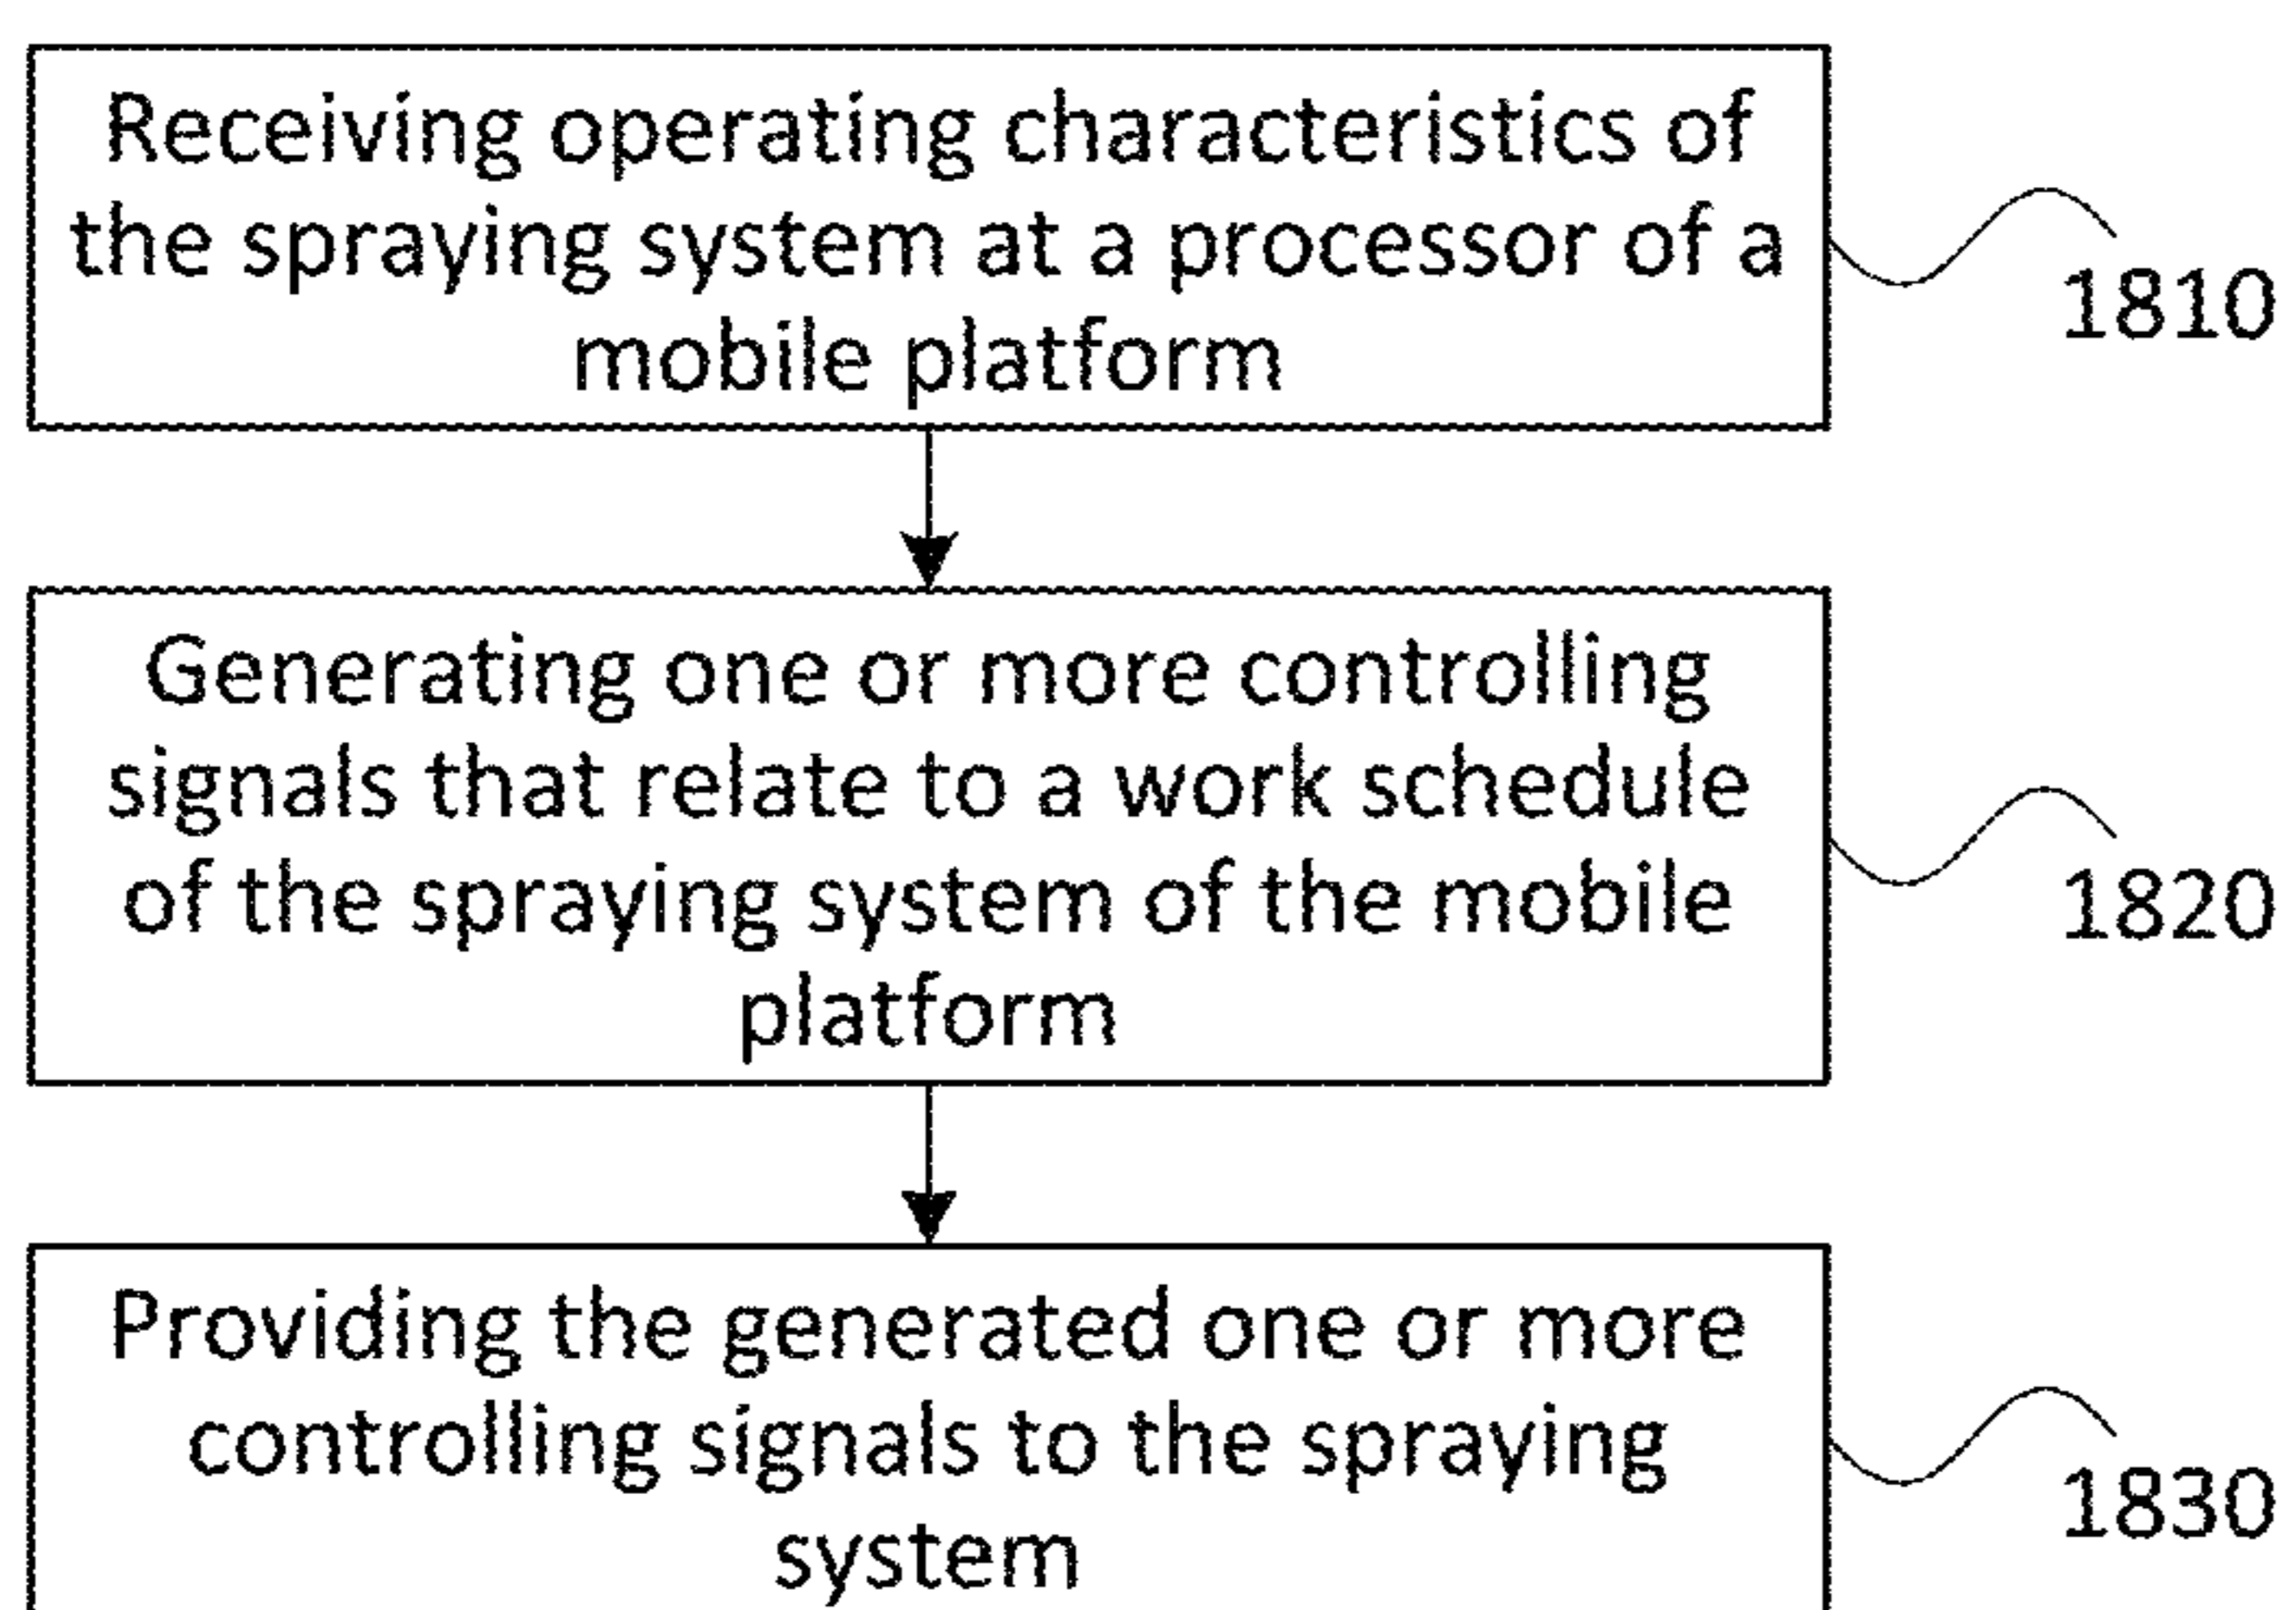 Receiving operating characteristics of
the spraying system at a processor of a
mobile platform
1810
Generating one or more controlling
signals that relate to a work schedule
of the spraying system of the mobile
platform
1820
Providing the generated one or more
controlling signals to the spraying
system
1830